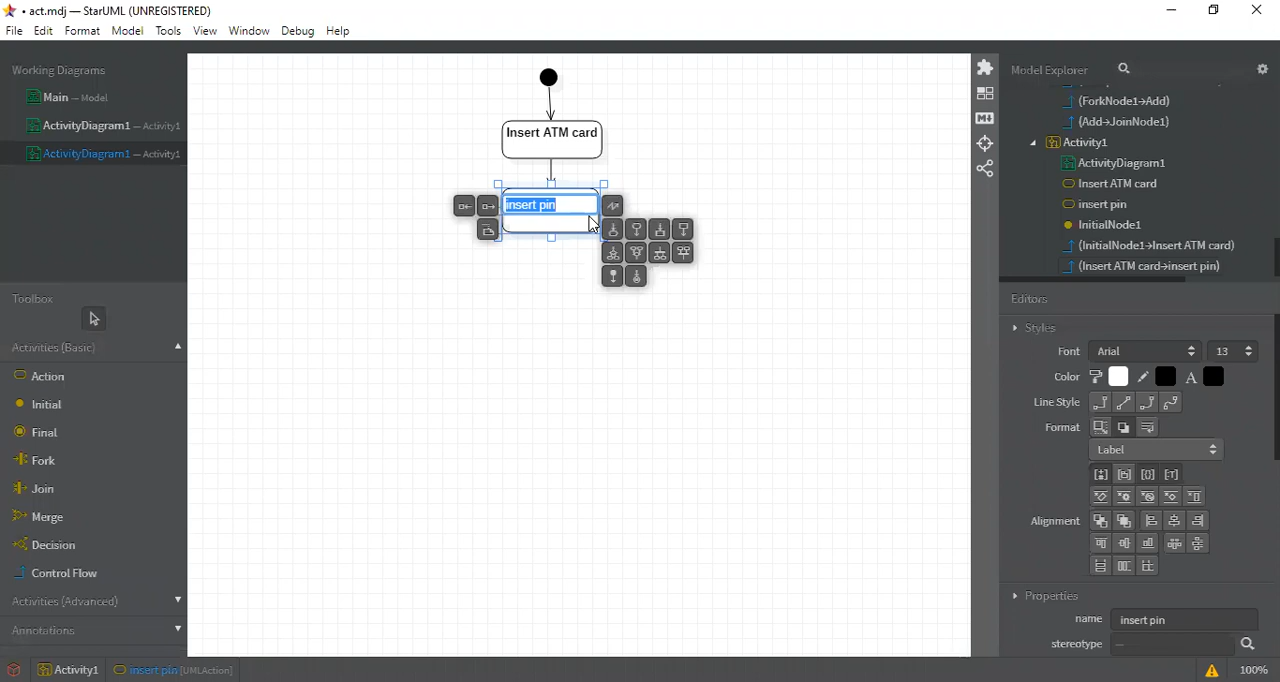 • act.mdj — StarUML (UNREGISTERED)
File Edit Format Model Tools View Window Debug Help
Working Diagrams
Main — Model
ActivityDiagram1 — Activity1
ActivityDiagram1 — Activity1
Toolbox
Activities (Basic)
Action
Initial
Final
Fork
Join
Merge
Decision
Control Flow
Activities (Advanced)
Annotations
Insert ATM card
insert pin
Model Explorer
(ForkNode1→Add)
(Add→JoinNode1)
Activity1
ActivityDiagram1
Insert ATM card
insert pin
InitialNode1
(InitialNode1→Insert ATM card)
(Insert ATM card→insert pin)
Editors
Styles
Font Arial 13
Color A
Line Style
Format
Label
Alignment
Properties
name insert pin
stereotype —
Activity1 insert pin [UMLAction] 100%